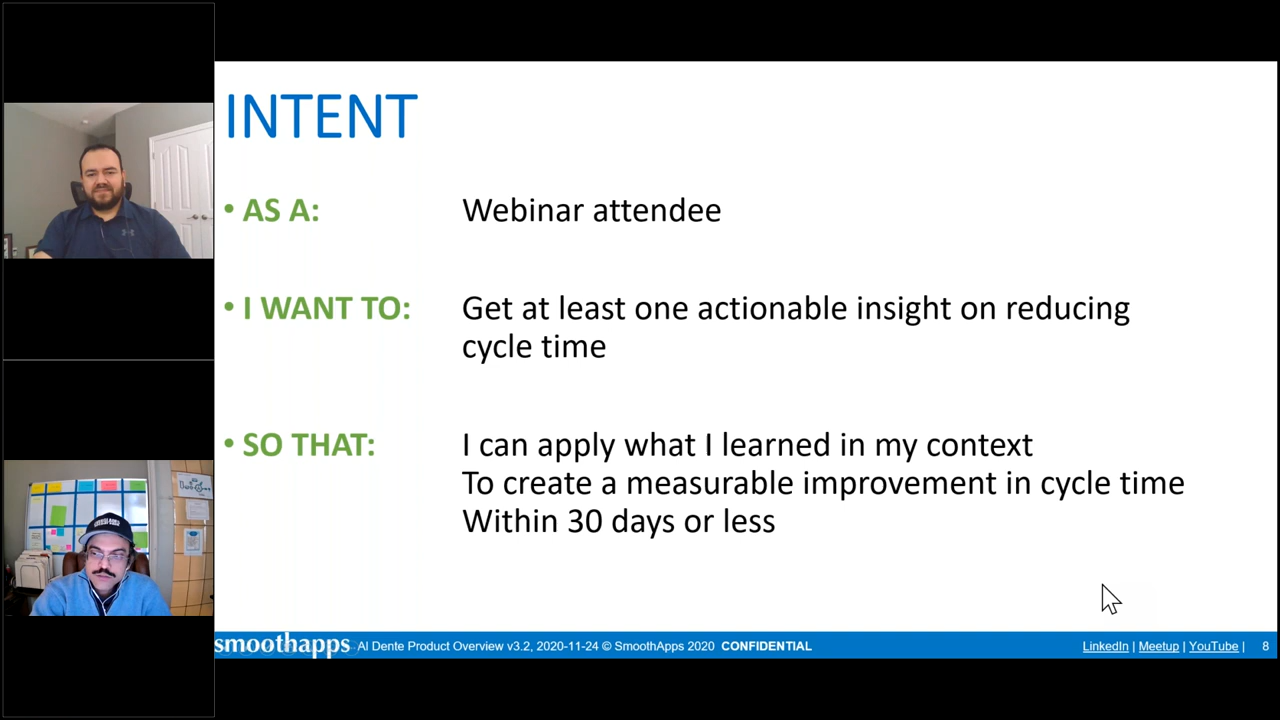 INTENT
• AS A: Webinar attendee
• I WANT TO: Get at least one actionable insight on reducing
cycle time
• SO THAT: I can apply what I learned in my context
To create a measurable improvement in cycle time
Within 30 days or less
smoothapps Al Dente Product Overview v3.2, 2020-11-24 © SmoothApps 2020 CONFIDENTIAL LinkedIn | Meetup | YouTube | 8